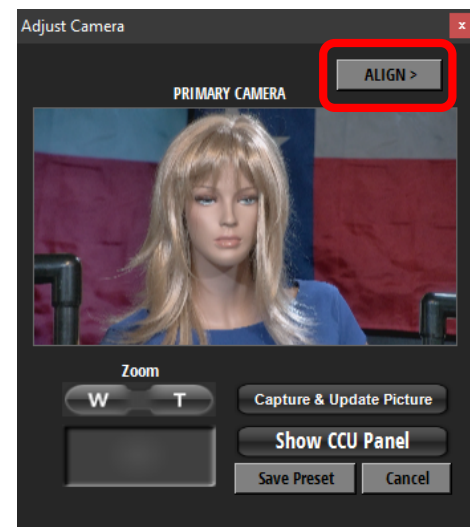 Adjust Camera
x
ALIGN >
PRIMARY CAMERA
Zoom
W T
Capture & Update Picture
Show CCU Panel
Save Preset Cancel